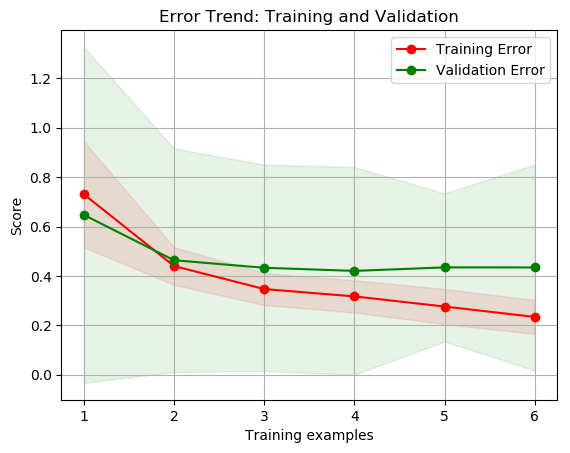 Error Trend: Training and Validation
Training Error
Validation Error
Score
1.2
1.0
0.8
0.6
0.4
0.2
0.0
1 2 3 4 5 6
Training examples